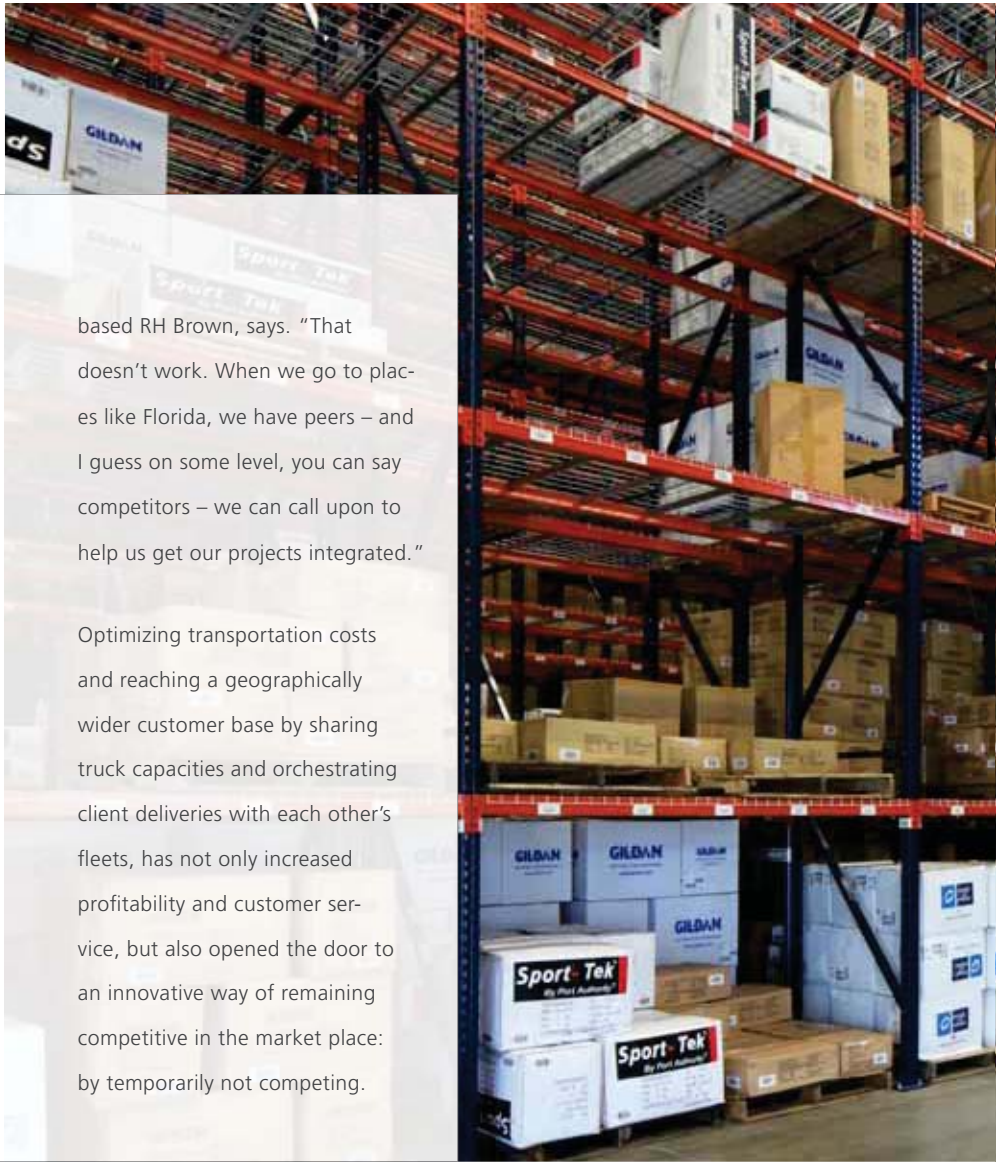 GILDAN
Sport-Tek
based RH Brown, says. “That
doesn’t work. When we go to plac-
es like Florida, we have peers – and
I guess on some level, you can say
competitors – we can call upon to
help us get our projects integrated.”
Optimizing transportation costs
and reaching a geographically
wider customer base by sharing
truck capacities and orchestrating
client deliveries with each other’s
fleets, has not only increased
profitability and customer ser-
vice, but also opened the door to
an innovative way of remaining
competitive in the market place:
by temporarily not competing.
GILDAN
GILDAN
GILDAN
GILDAN
GILDAN
Sport-Tek
By Port Authority
Sport-Tek
By Port Authority